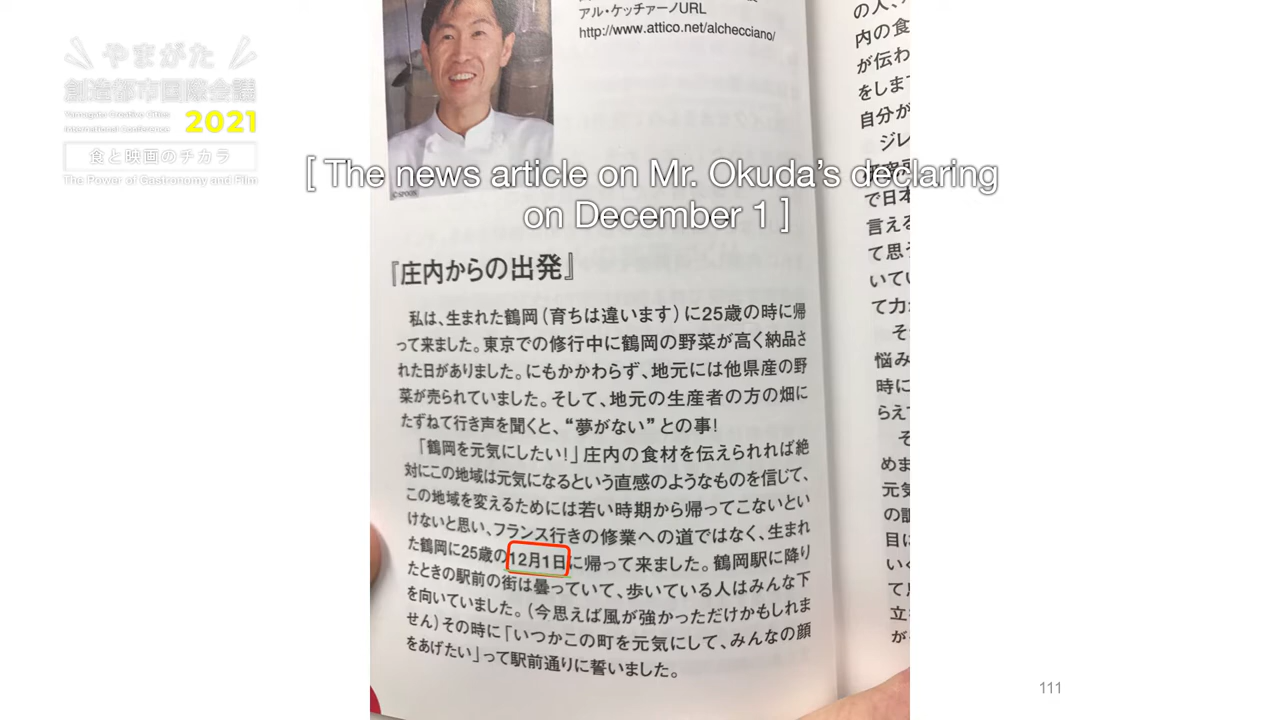 やまがた
創造都市国際会議
Yamagata Creative Cities
International Conference
2021
食と映画のチカラ
The Power of Gastronomy and Film
アル・ケッチァーノURL
http://www.attico.net/alchecciano/
[ The news article on Mr. Okuda's declaring
on December 1 ]
『庄内からの出発』
私は、生まれた鶴岡(育ちは違います)に25歳の時に帰
って来ました。東京での修行中に鶴岡の野菜が高く納品さ
れた日がありました。にもかかわらず、地元には他県産の野
菜が売られていました。そして、地元の生産者の方の畑に
たずねて行き声を聞くと、“夢がない”との事!
「鶴岡を元気にしたい!」庄内の食材を伝えられれば絶
対にこの地域は元気になるという直感のようなものを信じて、
この地域を変えるためには若い時期から帰ってこないとい
けないと思い、フランス行きの修業への道ではなく、生まれ
た鶴岡に25歳の12月1日に帰って来ました。鶴岡駅に降り
たときの駅前の街は曇っていて、歩いている人はみんな下
を向いていました。(今思えば風が強かっただけかもしれま
せん)その時に「いつかこの町を元気にして、みんなの顔
をあげたい」って駅前通りに誓いました。
の人、
内の食
が伝わ
をしま
自分が
ジレ
で日本
言える
て思う
いてい
て力が
そ
悩み
時に
らえ
そ
めま
元気
の
目に
いく
て
立
が
111